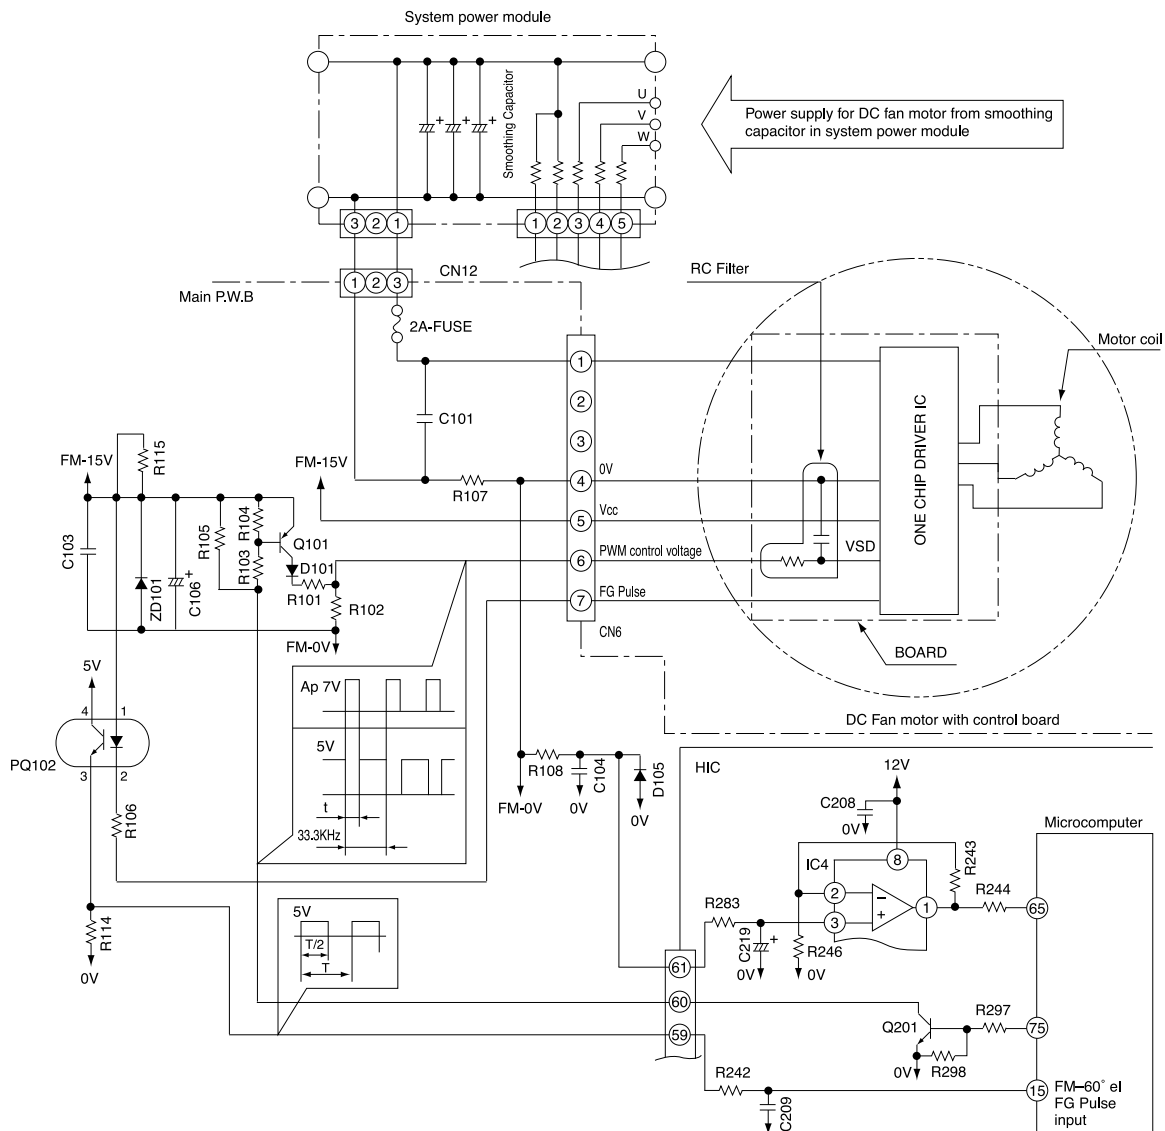 System power module
Smoothing Capacitor
+
+
+
U
V
W
Power supply for DC fan motor from smoothing
capacitor in system power module
3
2
1
1
2
3
4
5
CN12
1
2
3
Main P.W.B
2A-FUSE
RC Filter
Motor coil
1
2
3
4
5
6
7
C101
R107
0V
Vcc
PWM control voltage
FG Pulse
CN6
VSD
ONE CHIP DRIVER IC
BOARD
DC Fan motor with control board
FM-15V
R115
FM-15V
C103
ZD101
C106
+
R105
R104
R103
Q101
D101
R101
R102
FM-0V
5V
4
1
PQ102
3
2
R106
R114
0V
Ap 7V
5V
t
33.3KHz
5V
T/2
T
R108
C104
D105
FM-0V
0V
0V
HIC
12V
C208
0V
IC4
8
2
3
1
−
+
R243
R244
R283
C219
+
R246
0V
0V
Microcomputer
65
61
60
59
Q201
R297
75
0V
R298
R242
C209
15
FM–60° el
FG Pulse
input